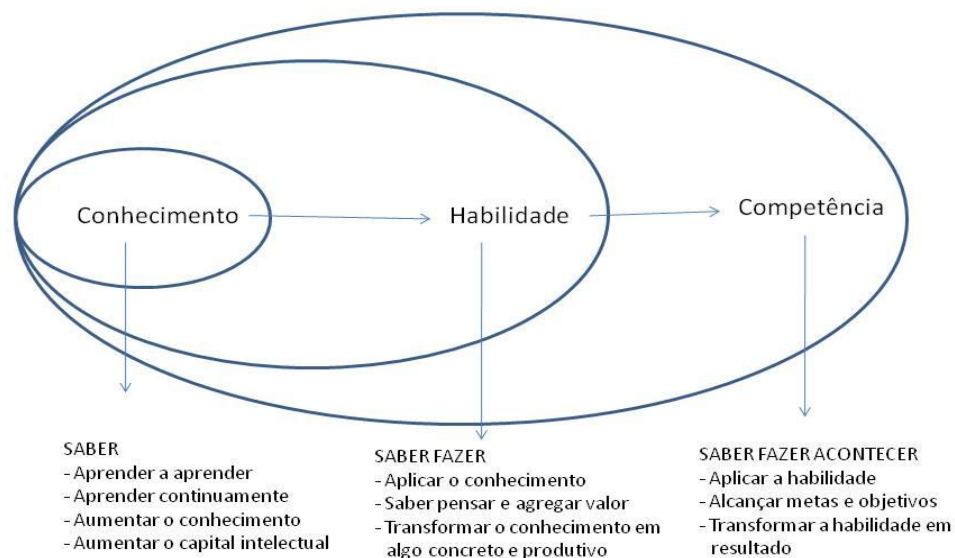 Conhecimento
Habilidade
Competência
SABER
- Aprender a aprender
- Aprender continuamente
- Aumentar o conhecimento
- Aumentar o capital intelectual
SABER FAZER
- Aplicar o conhecimento
- Saber pensar e agregar valor
- Transformar o conhecimento em
algo concreto e produtivo
SABER FAZER ACONTECER
- Aplicar a habilidade
- Alcançar metas e objetivos
- Transformar a habilidade em
resultado